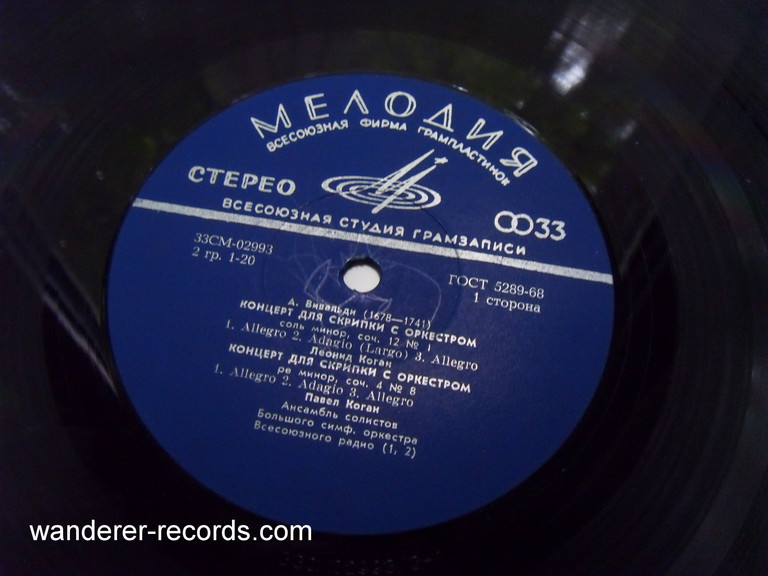 МЕЛОДИЯ
ВСЕСОЮЗНАЯ ФИРМА ГРАМПЛАСТИНОК
СТЕРЕО
33
ВСЕСОЮЗНАЯ СТУДИЯ ГРАМЗАПИСИ
33СМ-02993
2 гр. 1-20
ГОСТ 5289-68
1 сторона
А. Вивальди (1678—1741)
КОНЦЕРТ ДЛЯ СКРИПКИ С ОРКЕСТРОМ
соль минор, соч. 12 № 1
1. Allegro 2. Adagio (Largo) 3. Allegro
Леонид Коган
КОНЦЕРТ ДЛЯ СКРИПКИ С ОРКЕСТРОМ
ре минор, соч. 4 № 8
1. Allegro 2. Adagio 3. Allegro
Павел Коган
Ансамбль солистов
Большого симф. оркестра
Всесоюзного радио (1, 2)
wanderer-records.com